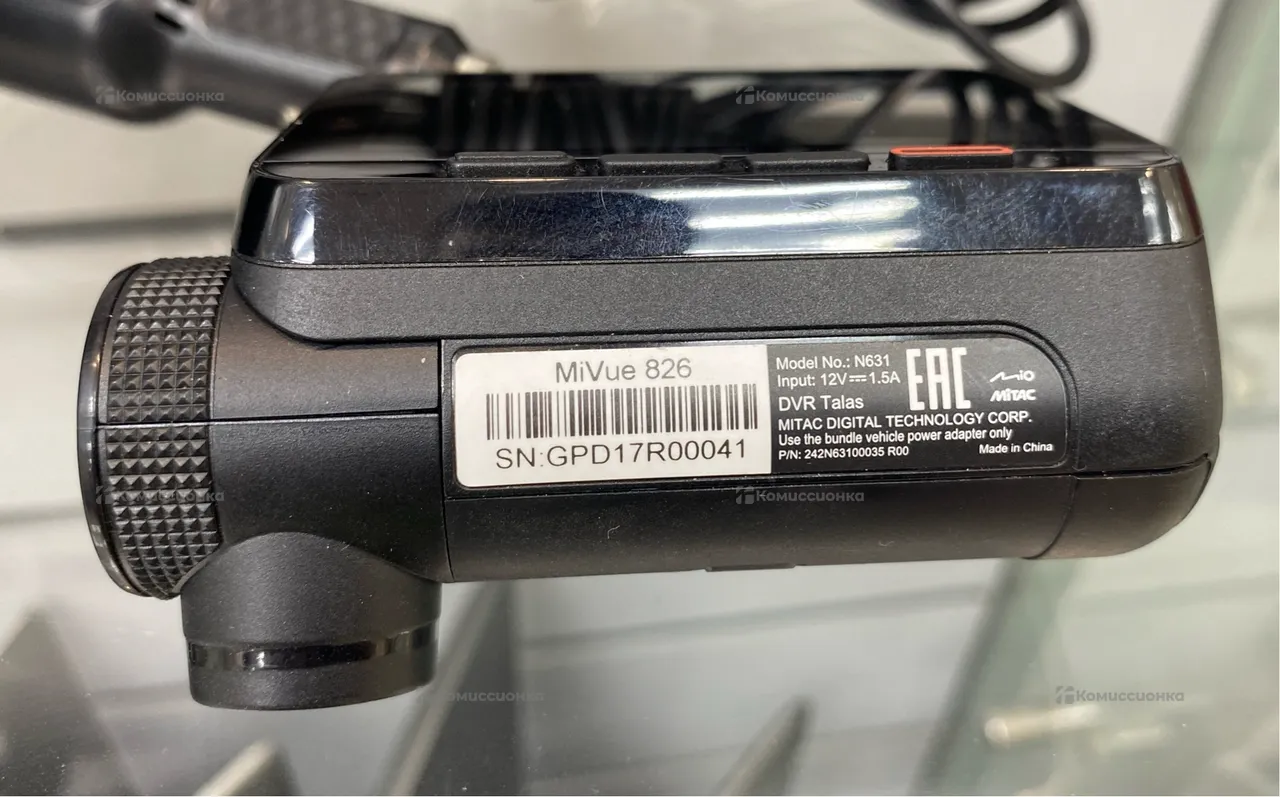 Комиссионка
Комиссионка
MiVue 826
SN:GPD17R00041
Model No.: N631
Input: 12V⎓1.5A
DVR Talas
EAC
Mio
MiTAC
MITAC DIGITAL TECHNOLOGY CORP.
Use the bundle vehicle power adapter only
P/N: 242N63100035 R00
Made in China
Комиссионка
Комиссионка
Комиссионка
Комиссионка